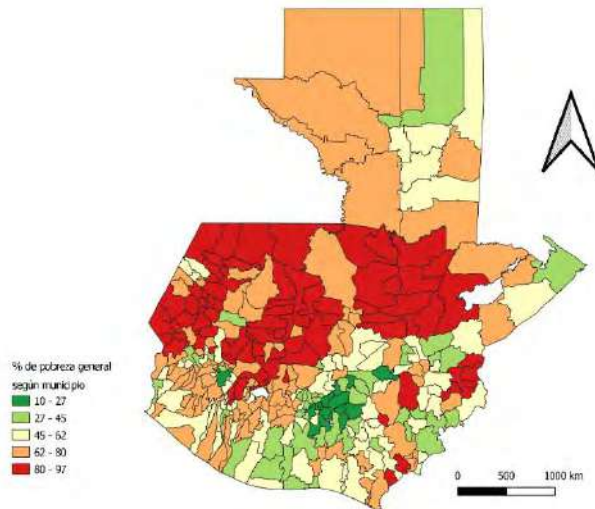 % de pobreza general
según municipio
10 - 27
27 - 45
45 - 62
62 - 80
80 - 97
0 500 1000 km